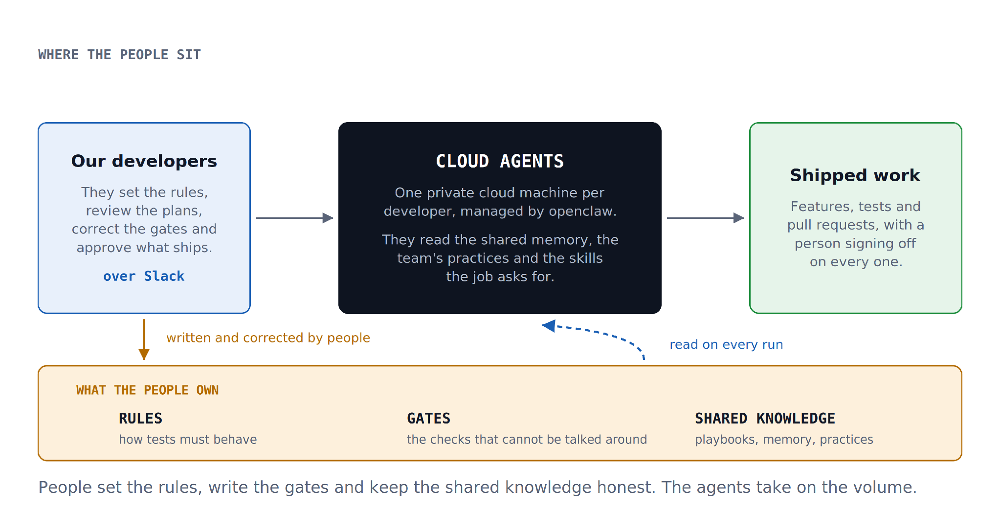 WHERE THE PEOPLE SIT
Our developers
They set the rules,
review the plans,
correct the gates and
approve what ships.
over Slack
CLOUD AGENTS
One private cloud machine per
developer, managed by openclaw.
They read the shared memory, the
team's practices and the skills
the job asks for.
Shipped work
Features, tests and
pull requests, with a
person signing off
on every one.
written and corrected by people
read on every run
WHAT THE PEOPLE OWN
RULES
how tests must behave
GATES
the checks that cannot be talked around
SHARED KNOWLEDGE
playbooks, memory, practices
People set the rules, write the gates and keep the shared knowledge honest. The agents take on the volume.